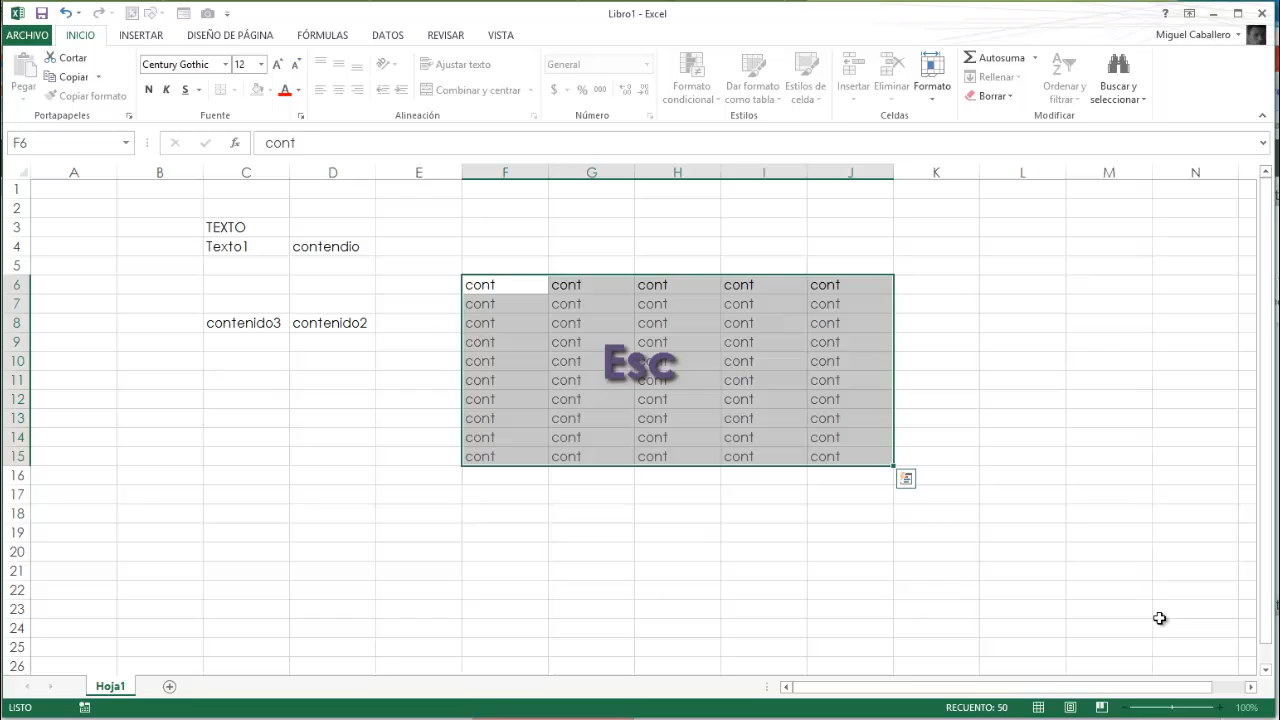 Libro1 - Excel
?
ARCHIVO INICIO INSERTAR DISEÑO DE PÁGINA FÓRMULAS DATOS REVISAR VISTA Miguel Caballero
Pegar
Cortar
Copiar
Copiar formato
Portapapeles
Century Gothic 12 A A
N K S A
Fuente
Ajustar texto
Combinar y centrar
Alineación
General
$ % 000
Número
Formato condicional
Dar formato como tabla
Estilos de celda
Estilos
Insertar Eliminar Formato
Celdas
Autosuma
Rellenar
Borrar
Ordenar y filtrar
Buscar y seleccionar
Modificar
F6 fx cont
A B C D E F G H I J K L M N
1
2
3 TEXTO
4 Texto1 contendio
5
6 cont cont cont cont cont
7 cont cont cont cont cont
8 contenido3 contenido2 cont cont cont cont cont
9 cont cont cont cont cont
10 cont cont cont cont cont
Esc
11 cont cont cont cont cont
12 cont cont cont cont cont
13 cont cont cont cont cont
14 cont cont cont cont cont
15 cont cont cont cont cont
16
17
18
19
20
21
22
23
24
25
26
Hoja1
LISTO RECUENTO: 50 100%